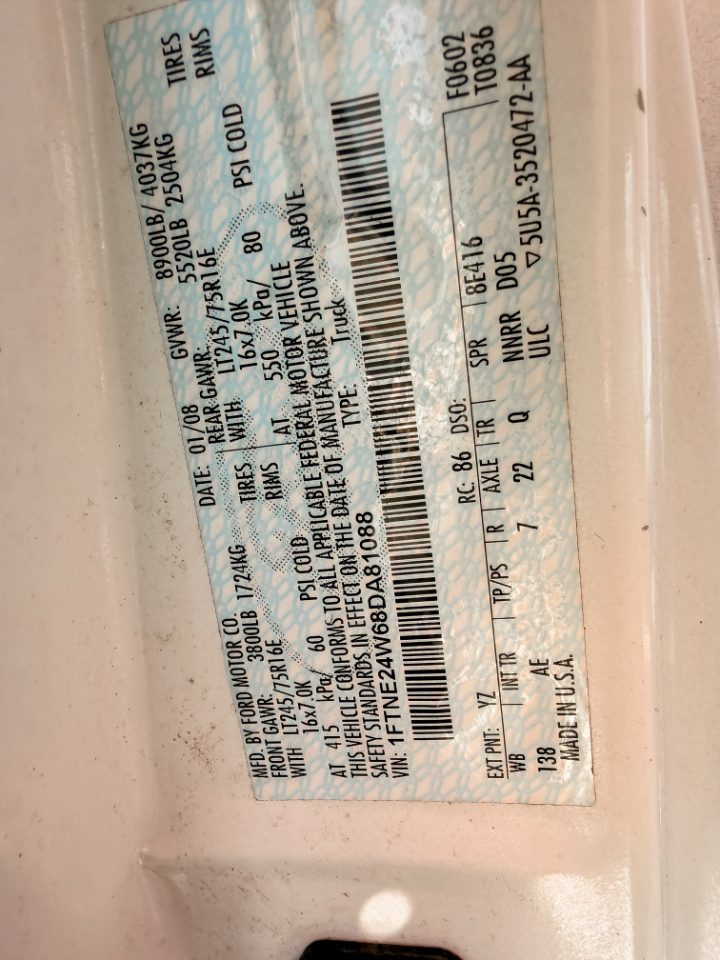 MFD. BY FORD MOTOR CO. DATE: 01/08 GVWR: 8900LB/ 4037KG
FRONT GAWR: 3800LB 1724KG REAR GAWR: 5520LB 2504KG
WITH LT245/75R16E TIRES WITH LT245/75R16E TIRES
16x7.0K RIMS 16x7.0K RIMS
AT 415 kPa/ 60 PSI COLD AT 550 kPa/ 80 PSI COLD
THIS VEHICLE CONFORMS TO ALL APPLICABLE FEDERAL MOTOR VEHICLE
SAFETY STANDARDS IN EFFECT ON THE DATE OF MANUFACTURE SHOWN ABOVE.
VIN: 1FTNE24W68DA81088 TYPE: Truck
F0602
EXT PNT: YZ RC: 86 DSO: T0836
WB INT TR TP/PS R AXLE TR SPR 8E416
138 AE 7 22 Q NNRR D05
MADE IN U.S.A. ULC ▽5U5A-3520472-AA